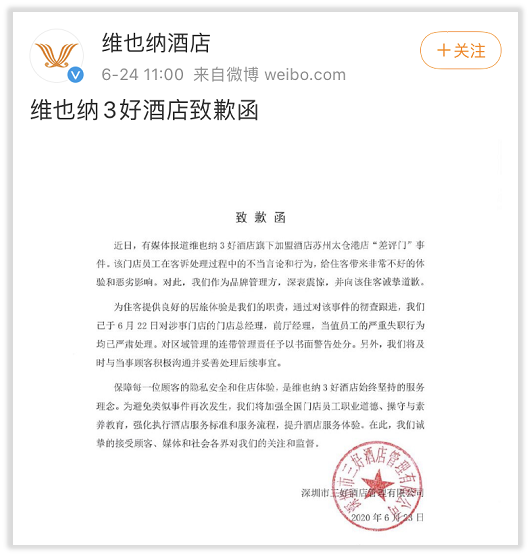 维也纳酒店
+关注
6-24 11:00 来自微博 weibo.com
维也纳3好酒店致歉函
致 歉 函
近日，有媒体报道维也纳3好酒店旗下加盟酒店苏州太仓港店“差评门”事
件。该门店员工在客诉处理过程中的不当言论和行为，给住客带来非常不好的体
验和恶劣影响。对此，我们作为品牌管理方，深表震惊，并向该住客诚挚道歉。
为住客提供良好的居旅体验是我们的职责，通过对该事件的彻查跟进，我们
已于6月22日对涉事门店的门店总经理，前厅经理，当值员工的严重失职行为
均已严肃处理。对区域管理的连带管理责任予以书面警告处分。另外，我们将及
时与当事顾客积极沟通并妥善处理后续事宜。
保障每一位顾客的隐私安全和住店体验，是维也纳3好酒店始终坚持的服务
理念。为避免类似事件再次发生，我们将加强全国门店员工职业道德、操守与素
养教育，强化执行酒店服务标准和服务流程，提升酒店服务体验。在此，我们诚
挚的接受顾客、媒体和社会各界对我们的关注和监督。
深圳市三好酒店管理有限公司
深圳市三好酒店管理有限公司
2020年6月23日